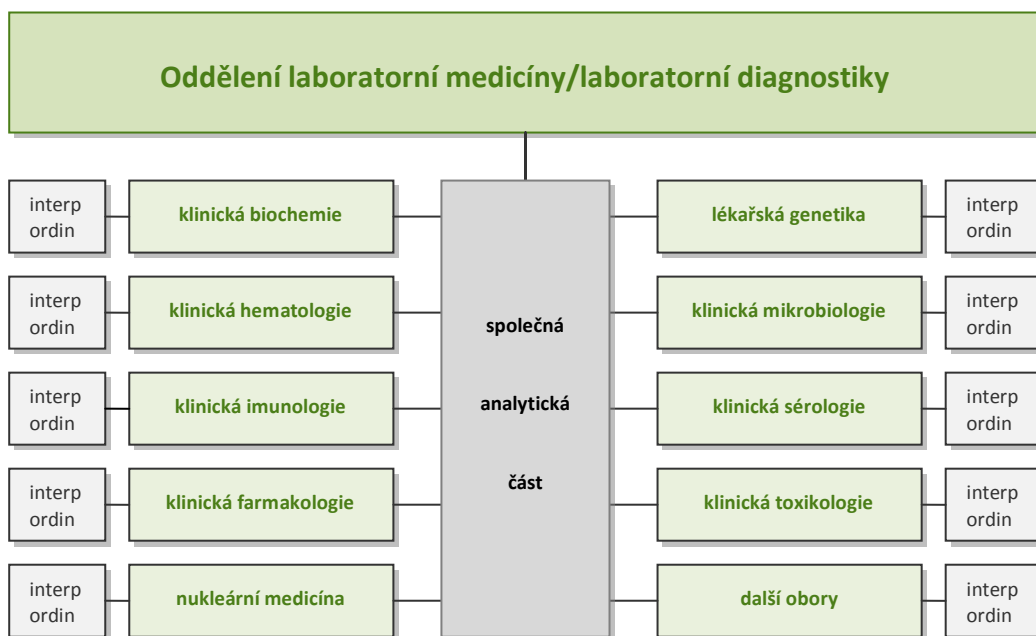 Oddělení laboratorní medicíny/laboratorní diagnostiky
interp
ordin
klinická biochemie
lékařská genetika
interp
ordin
interp
ordin
klinická hematologie
klinická mikrobiologie
interp
ordin
společná
interp
ordin
klinická imunologie
analytická
klinická sérologie
interp
ordin
interp
ordin
klinická farmakologie
část
klinická toxikologie
interp
ordin
interp
ordin
nukleární medicína
další obory
interp
ordin